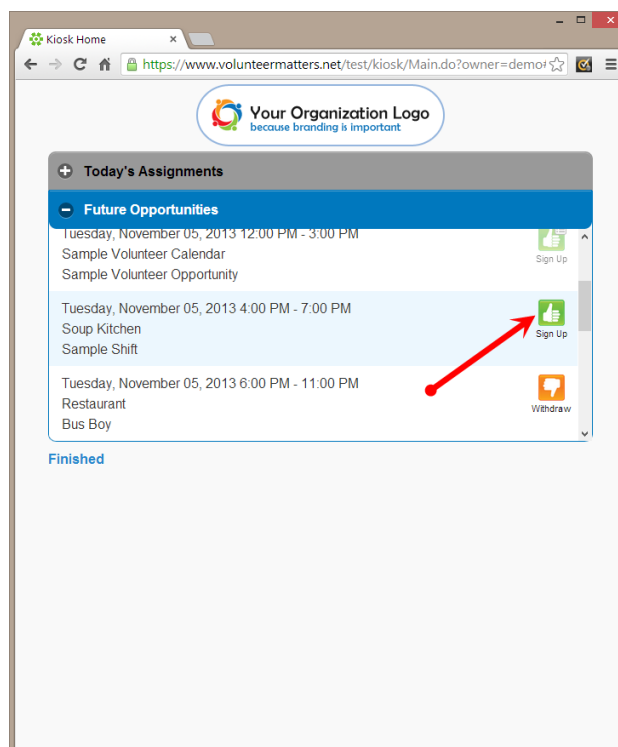 Kiosk Home
https://www.volunteermatters.net/test/kiosk/Main.do?owner=demo
Your Organization Logo
because branding is important
Today's Assignments
Future Opportunities
Tuesday, November 05, 2013 12:00 PM - 3:00 PM
Sample Volunteer Calendar
Sample Volunteer Opportunity
Sign Up
Tuesday, November 05, 2013 4:00 PM - 7:00 PM
Soup Kitchen
Sample Shift
Sign Up
Tuesday, November 05, 2013 6:00 PM - 11:00 PM
Restaurant
Bus Boy
Withdraw
Finished